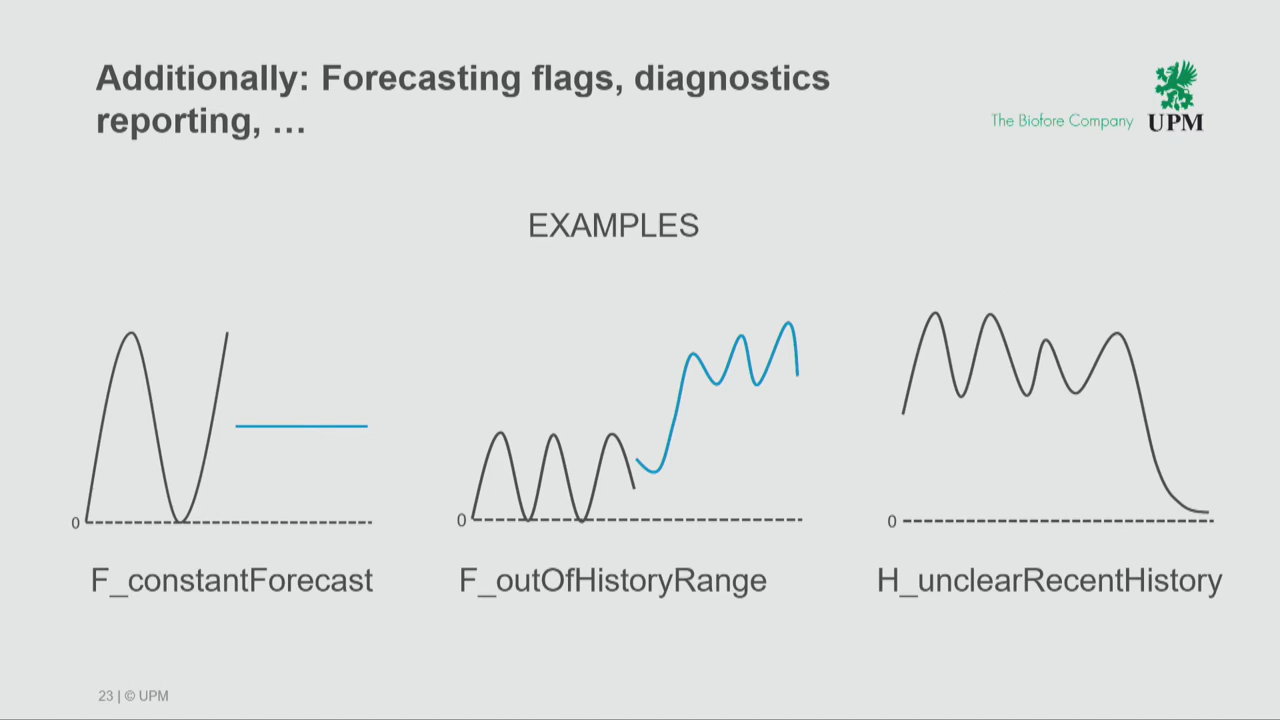 Additionally: Forecasting flags, diagnostics
reporting, …
The Biofore Company
UPM
EXAMPLES
0
0
0
F_constantForecast
F_outOfHistoryRange
H_unclearRecentHistory
23 | © UPM